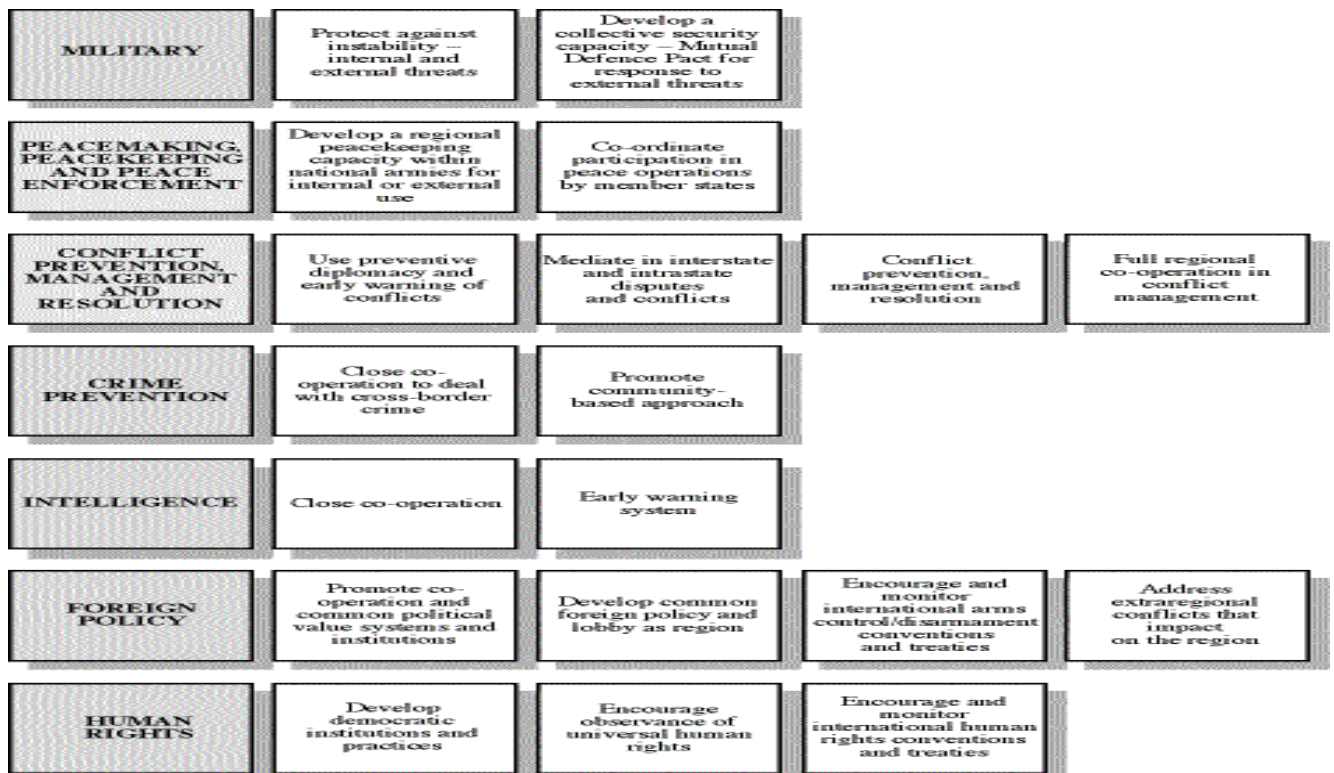 MILITARY
Protect against
instability –
internal and
external threats
Develop a
collective security
capacity – Mutual
Defence Pact for
response to
external threats
PEACEMAKING,
PEACEKEEPING
AND PEACE
ENFORCEMENT
Develop a regional
peacekeeping
capacity within
national armies for
internal or external
use
Co-ordinate
participation in
peace operations
by member states
CONFLICT
PREVENTION,
MANAGEMENT
AND
RESOLUTION
Use preventive
diplomacy and
early warning of
conflicts
Mediate in interstate
and intrastate
disputes
and conflicts
Conflict
prevention,
management and
resolution
Full regional
co-operation in
conflict
management
CRIME
PREVENTION
Close co-
operation to deal
with cross-border
crime
Promote
community-
based approach
INTELLIGENCE
Close co-operation
Early warning
system
FOREIGN
POLICY
Promote co-
operation and
common political
value systems and
institutions
Develop common
foreign policy and
lobby as region
Encourage and
monitor
international arms
control/disarmament
conventions
and treaties
Address
extraregional
conflicts that
impact
on the region
HUMAN
RIGHTS
Develop
democratic
institutions and
practices
Encourage
observance of
universal human
rights
Encourage and
monitor
international human
rights conventions
and treaties